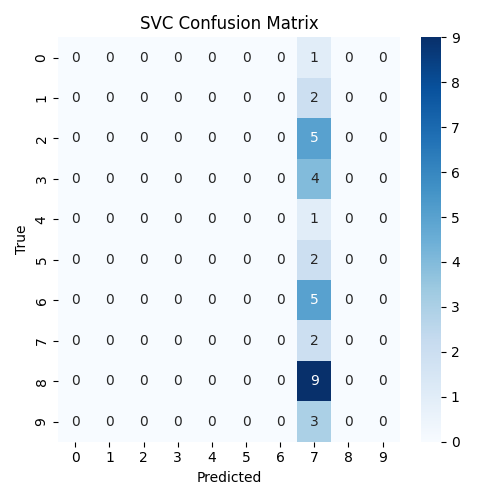 SVC Confusion Matrix
0 0 0 0 0 0 0 0 1 0 0
1 0 0 0 0 0 0 0 2 0 0
2 0 0 0 0 0 0 0 5 0 0
3 0 0 0 0 0 0 0 4 0 0
4 0 0 0 0 0 0 0 1 0 0
5 0 0 0 0 0 0 0 2 0 0
6 0 0 0 0 0 0 0 5 0 0
7 0 0 0 0 0 0 0 2 0 0
8 0 0 0 0 0 0 0 9 0 0
9 0 0 0 0 0 0 0 3 0 0
0 1 2 3 4 5 6 7 8 9
Predicted
True
9
8
7
6
5
4
3
2
1
0